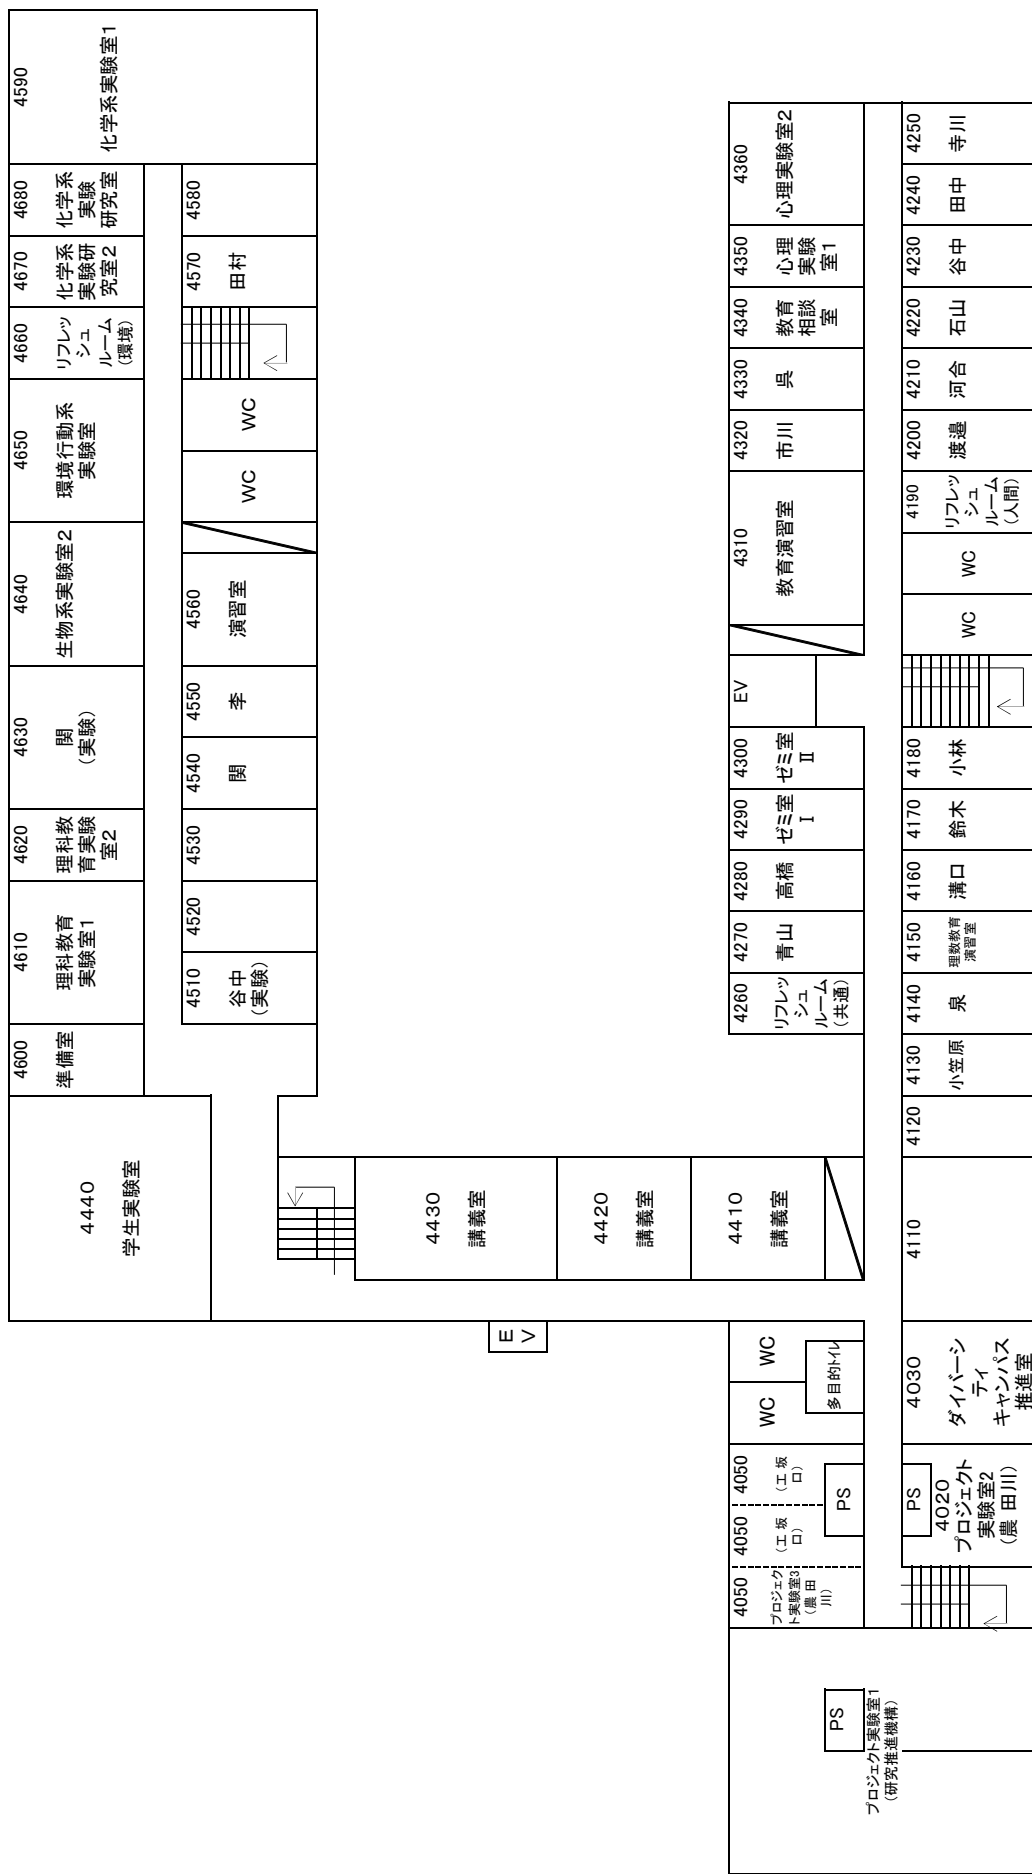 4590
化学系実験室1
4680
化学系
実験
研究室
4670
化学系
実験研
究室2
4660
リフレッ
シュ
ルーム
(環境)
4650
環境行動系
実験室
4640
生物系実験室2
4630
関
(実験)
4620
理科教
育実験
室2
4610
理科教育
実験室1
4600
準備室
4580
4570
田村
WC
WC
4560
演習室
4550
李
4540
関
4530
4520
4510
谷中
(実験)
4440
学生実験室
4430
講義室
4420
講義室
4410
講義室
E
V
4360
心理実験室2
4350
心理
実験
室1
4340
教育
相談
室
4330
呉
4320
市川
4310
教育演習室
EV
4300
ゼミ室
Ⅱ
4290
ゼミ室
Ⅰ
4280
高橋
4270
青山
4260
リフレッ
シュ
ルーム
(共通)
4250
寺川
4240
田中
4230
谷中
4220
石山
4210
河合
4200
渡邉
4190
リフレッ
シュ
ルーム
(人間)
WC
WC
4180
小林
4170
鈴木
4160
溝口
4150
理数教育
演習室
4140
泉
4130
小笠原
4120
4110
WC
WC
多目的トイレ
4050
(工 坂
口)
4050
(工 坂
口)
4050
プロジェク
ト実験室3
(農 田
川)
PS
4030
ダイバーシ
ティ
キャンパス
推進室
PS
4020
プロジェクト
実験室2
(農 田川)
PS
プロジェクト実験室1
(研究推進機構)